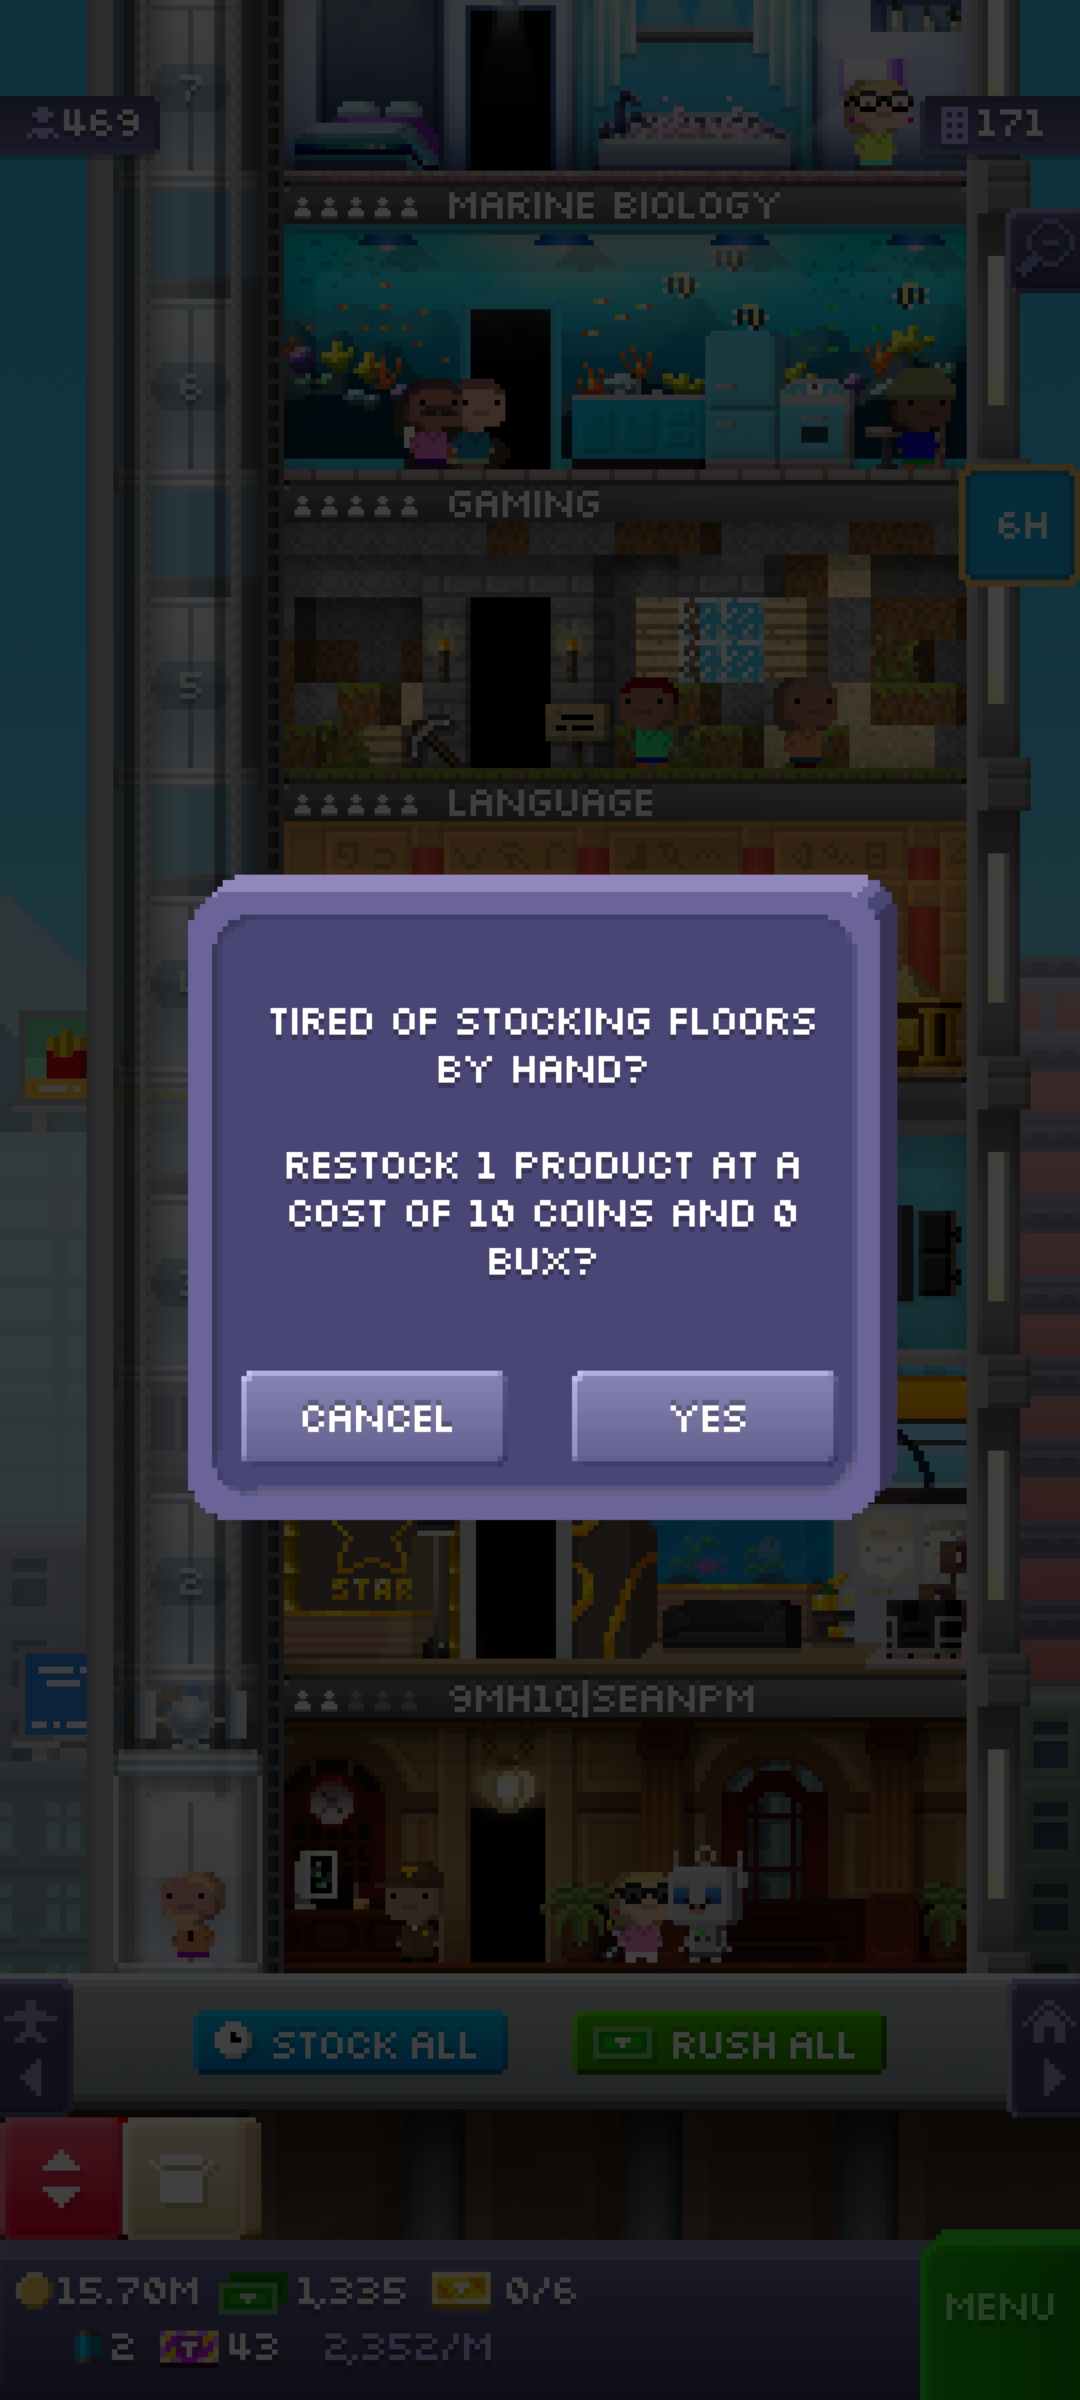 7
469
171
MARINE BIOLOGY
6
GAMING
6H
5
LANGUAGE
TIRED OF STOCKING FLOORS
BY HAND?
RESTOCK 1 PRODUCT AT A
COST OF 10 COINS AND 0
BUX?
CANCEL
YES
STAR
2
9MH1Q|SEANPM
STOCK ALL
RUSH ALL
15.70M
1,335
0/6
MENU
2
43
2,352/M